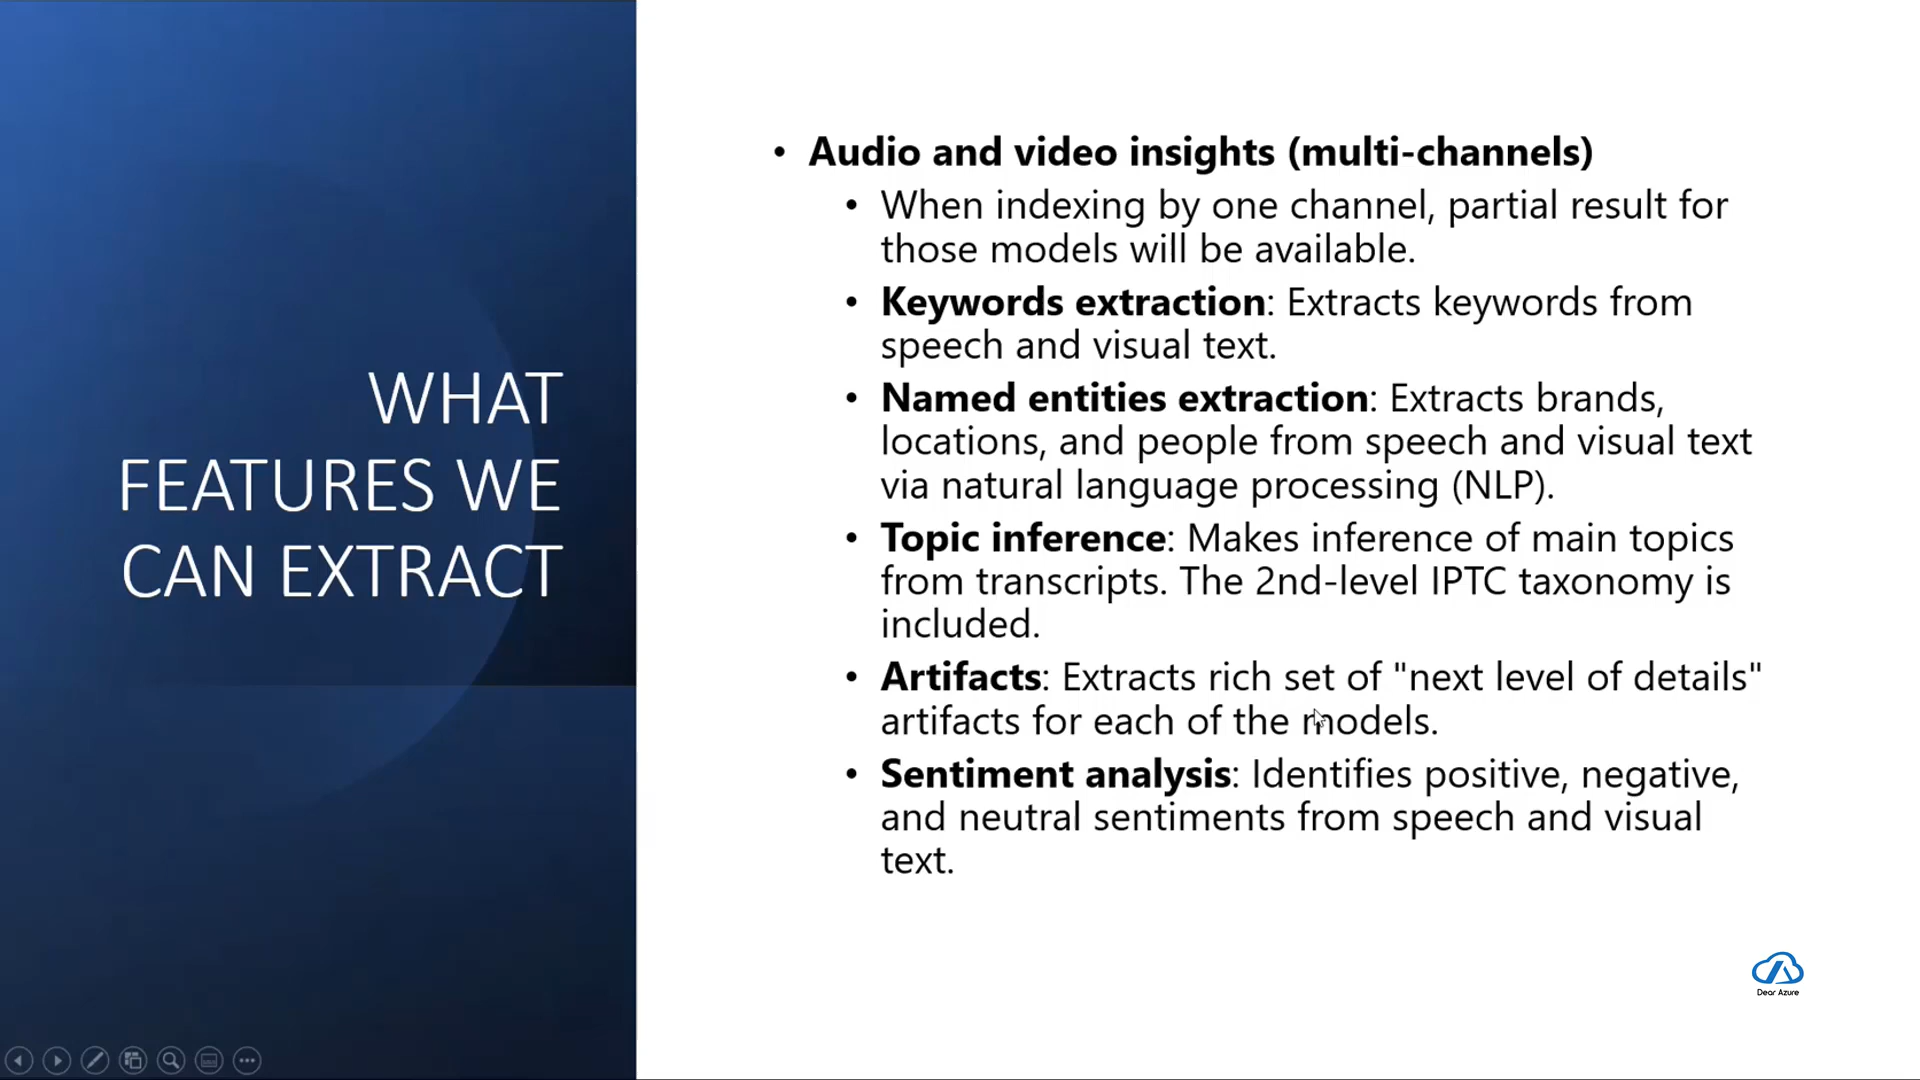 WHAT
FEATURES WE
CAN EXTRACT
• Audio and video insights (multi-channels)
• When indexing by one channel, partial result for
those models will be available.
• Keywords extraction: Extracts keywords from
speech and visual text.
• Named entities extraction: Extracts brands,
locations, and people from speech and visual text
via natural language processing (NLP).
• Topic inference: Makes inference of main topics
from transcripts. The 2nd-level IPTC taxonomy is
included.
• Artifacts: Extracts rich set of "next level of details"
artifacts for each of the models.
• Sentiment analysis: Identifies positive, negative,
and neutral sentiments from speech and visual
text.
Dear Azure